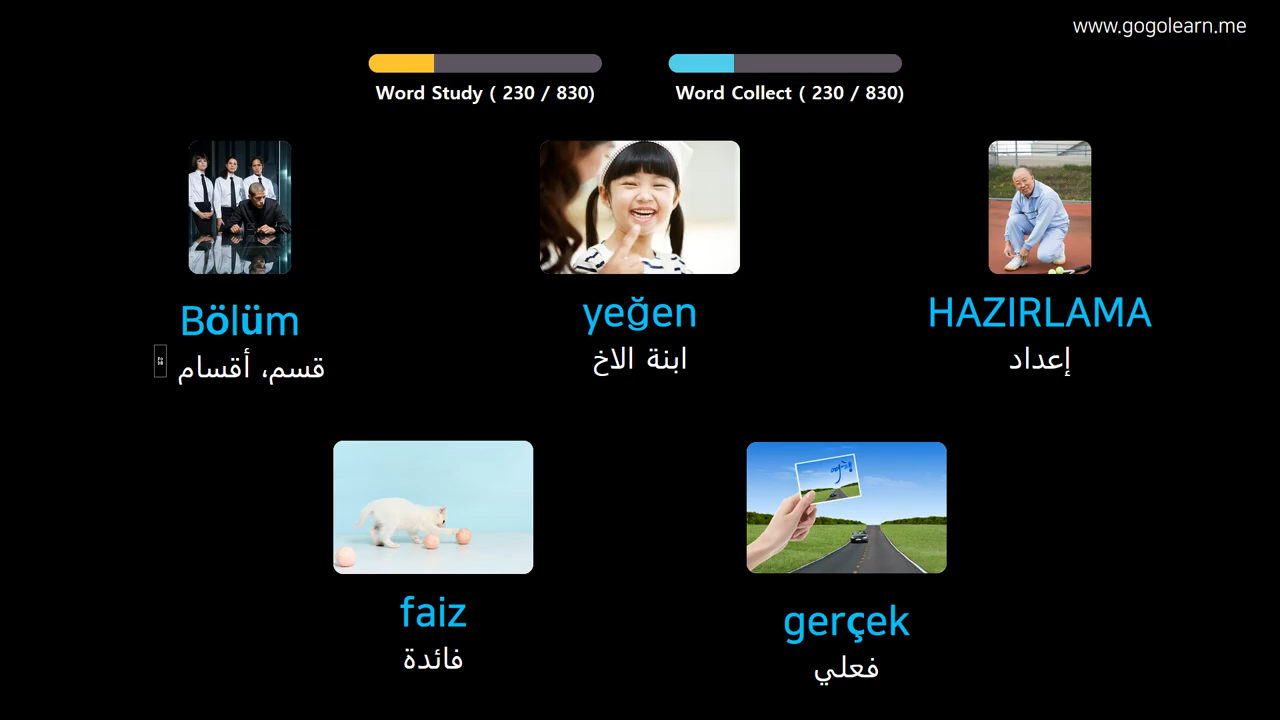 www.gogolearn.me
Word Study ( 230 / 830)
Word Collect ( 230 / 830)
Bölüm
قسم، أقسام
yeğen
ابنة الاخ
HAZIRLAMA
إعداد
faiz
فائدة
gerçek
فعلي